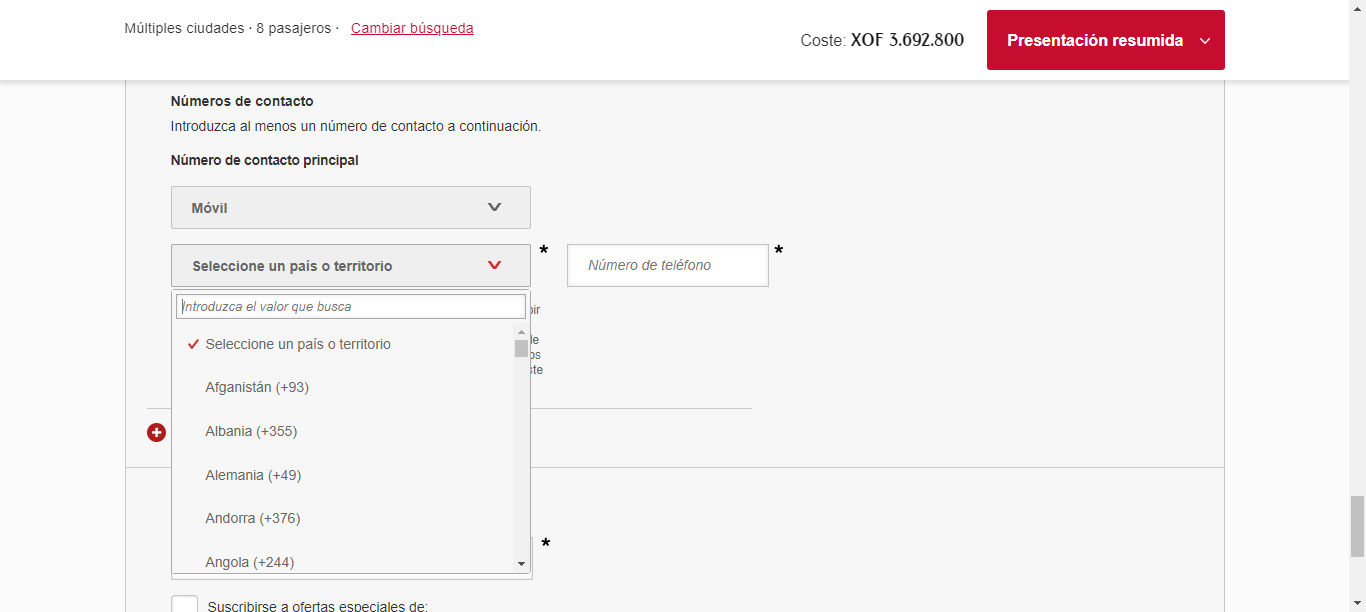 Múltiples ciudades · 8 pasajeros · Cambiar búsqueda
Coste: XOF 3.692.800
Presentación resumida
Números de contacto
Introduzca al menos un número de contacto a continuación.
Número de contacto principal
Móvil
Seleccione un país o territorio *
Número de teléfono *
Introduzca el valor que busca
Seleccione un país o territorio
Afganistán (+93)
Albania (+355)
Alemania (+49)
Andorra (+376)
Angola (+244)
*
Suscribirse a ofertas especiales de: